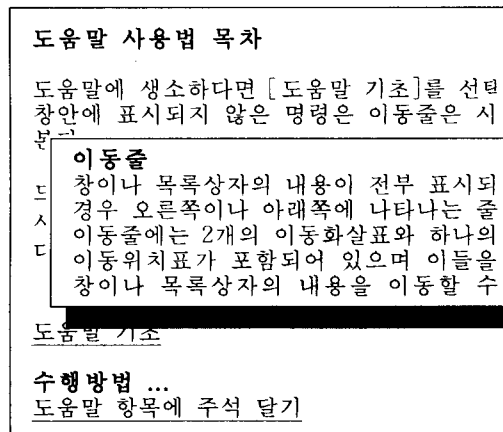 도움말 사용법 목차
도움말에 생소하다면 [도움말 기초]를
창안에 표시되지 않은 명령은 이동줄은 시
이동줄
창이나 목록상자의 내용이 전부 표시되
경우 오른쪽이나 아래쪽에 나타나는 줄
이동줄에는 2개의 이동화살표와 하나의
이동위치표가 포함되어 있으며 이들을
창이나 목록상자의 내용을 이동할 수
도움말 기초
수행방법 ...
도움말 항목에 주석 달기